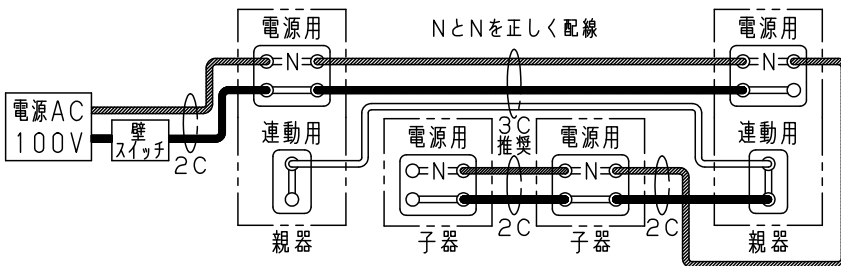 電源用
NとNを正しく配線
電源用
N
N
電源AC
100V
壁
スイッチ
2C
連動用
3C
推奨
連動用
電源用
電源用
N
N
2C
2C
親器
子器
子器
親器